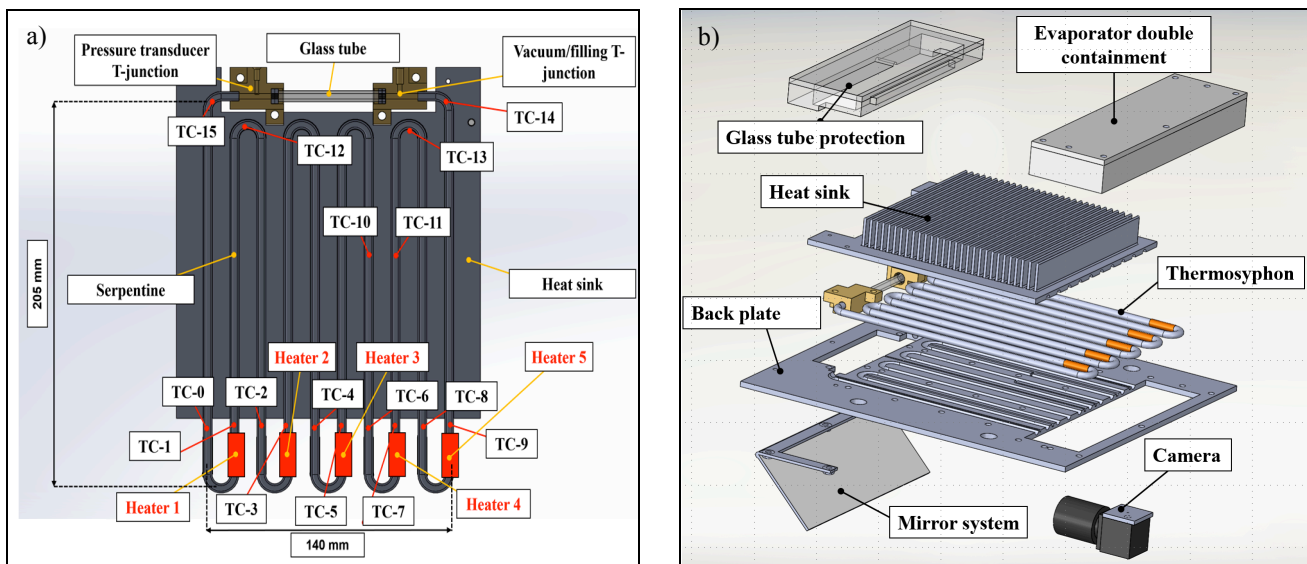 a)
Pressure transducer
T-junction
Glass tube
Vacuum/filling T-
junction
TC-15
TC-14
TC-12
TC-13
TC-10
TC-11
205 mm
Serpentine
Heat sink
Heater 2
Heater 3
Heater 5
TC-0
TC-2
TC-4
TC-6
TC-8
TC-1
TC-9
Heater 1
TC-3
TC-5
TC-7
Heater 4
140 mm
b)
Evaporator double
containment
Glass tube protection
Heat sink
Thermosyphon
Back plate
Camera
Mirror system